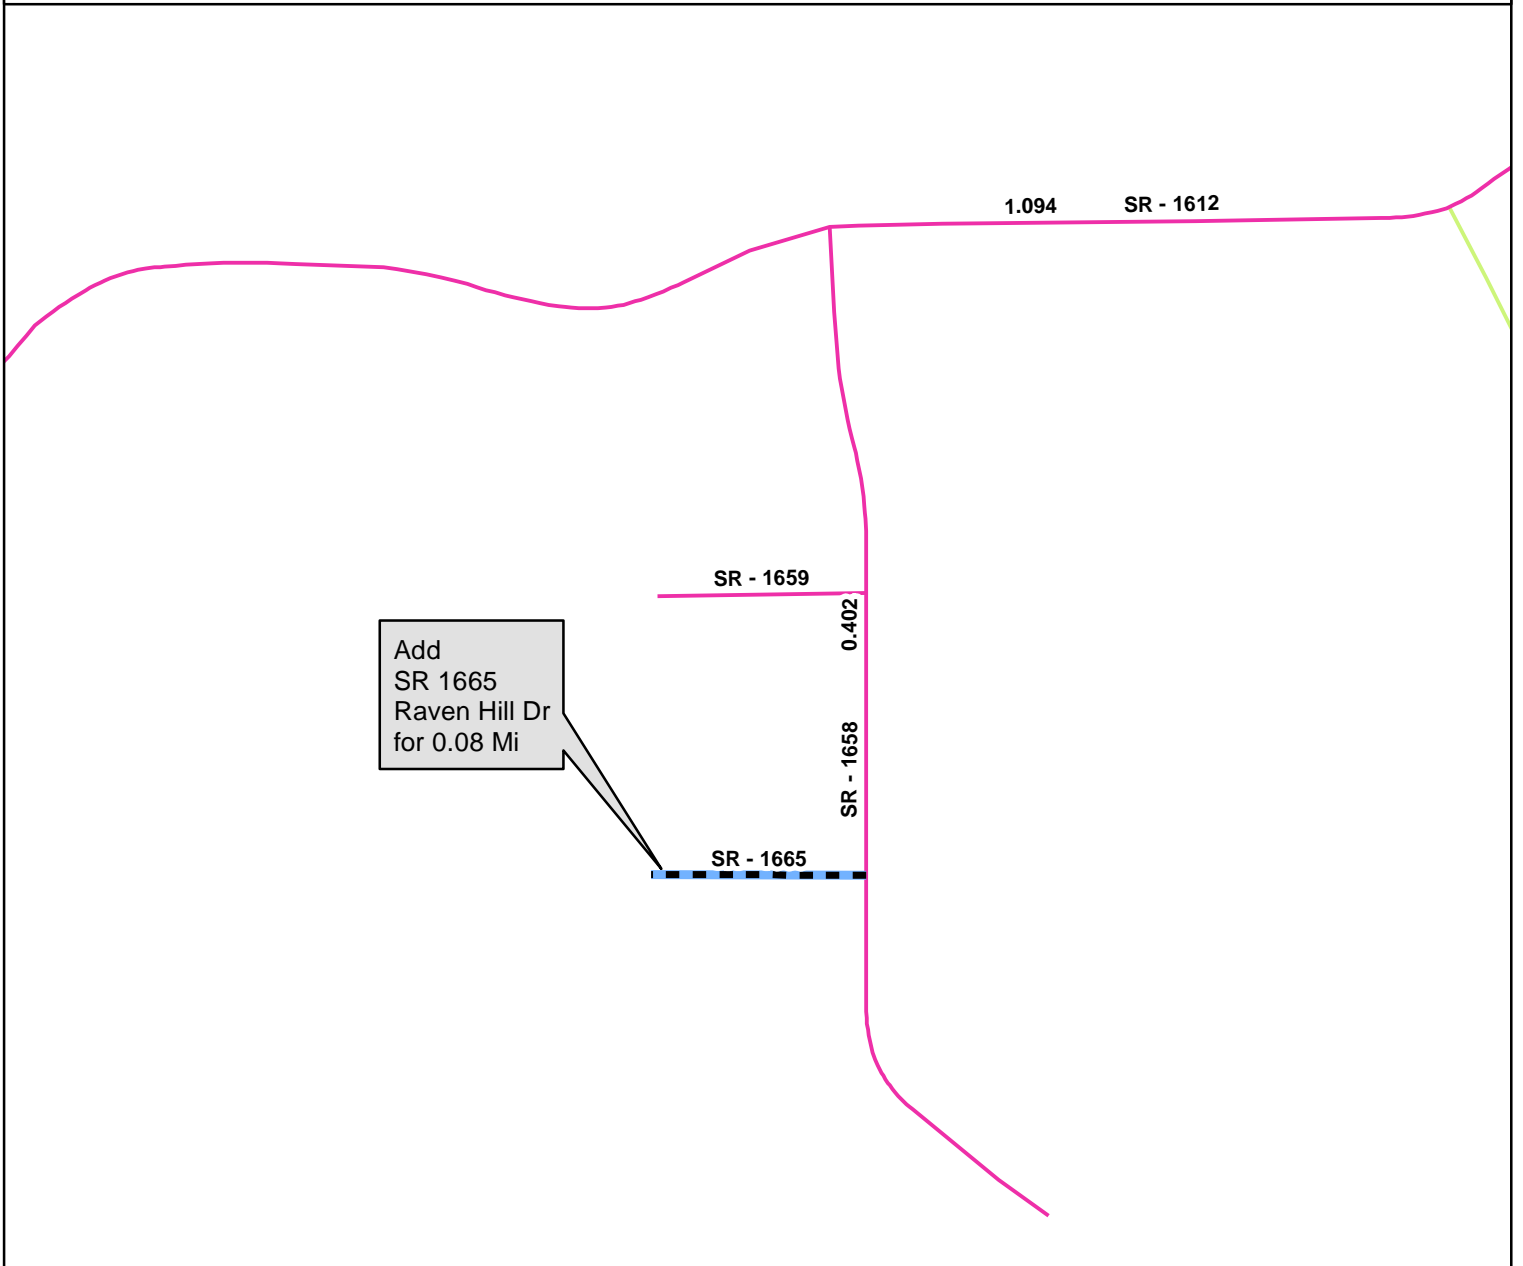 1.094 SR - 1612
SR - 1659
0.402
Add
SR 1665
Raven Hill Dr
for 0.08 Mi
SR - 1658
SR - 1665